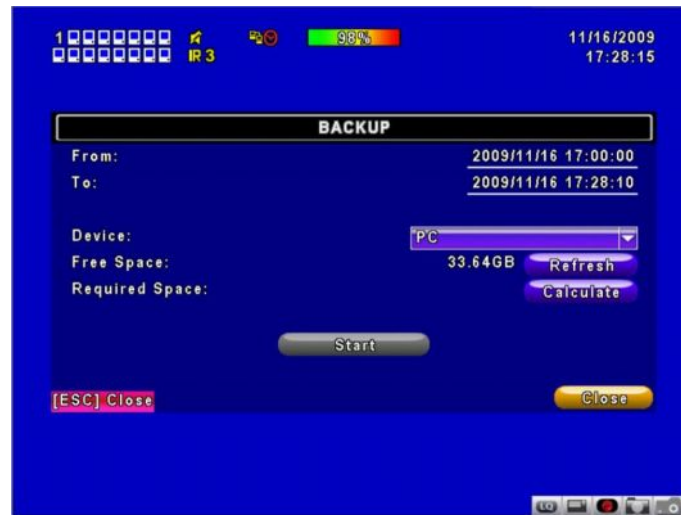 1 98% 11/16/2009
IR 3 17:28:15
BACKUP
From: 2009/11/16 17:00:00
To: 2009/11/16 17:28:10
Device: PC
Free Space: 33.64GB Refresh
Required Space: Calculate
Start
[ESC] Close Close
LQ